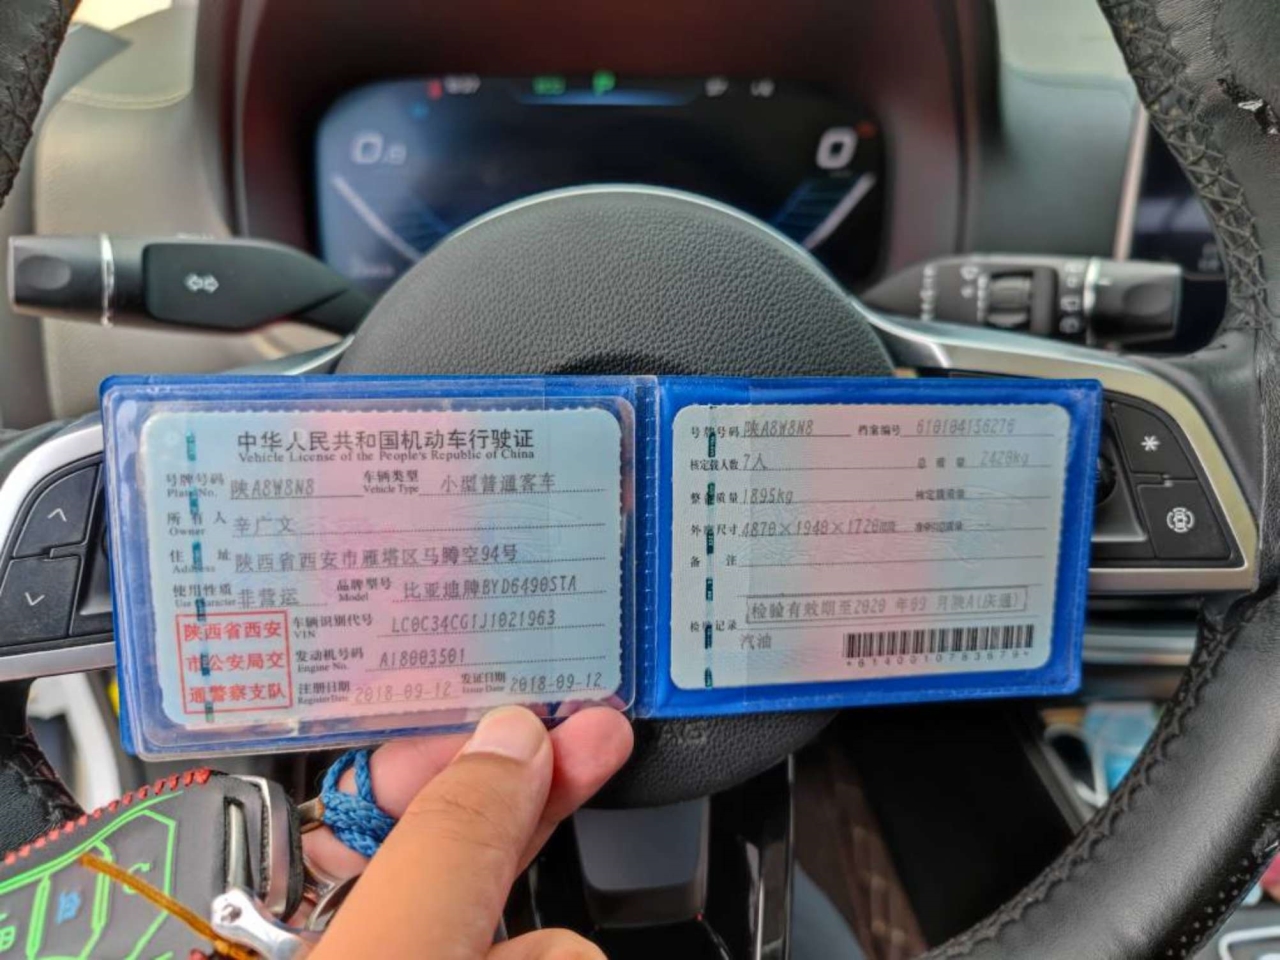 中华人民共和国机动车行驶证
Vehicle License of the People's Republic of China
号牌号码 陕A8W8N8 车辆类型 小型普通客车
Plate No. Vehicle Type
所有人 辛广文
Owner
住址 陕西省西安市雁塔区马腾空94号
Address
使用性质 非营运 品牌型号 比亚迪牌BYD6490STA
Use Character Model
陕西省西安
市公安局交
通警察支队
车辆识别代号 LC0C34CG1J1021963
VIN
发动机号码 A18003501
Engine No.
注册日期 2018-09-12 发证日期 2018-09-12
Register Date Issue Date
号牌号码 陕A8W8N8 档案编号 610104156276
核定载人数 7人 总质量 2420kg
整备质量 1895kg 核定载质量
外廓尺寸 4870×1940×1720mm
备注
检验有效期至2020年09月陕A(庆通)
检验记录
汽油
*6140010783679*